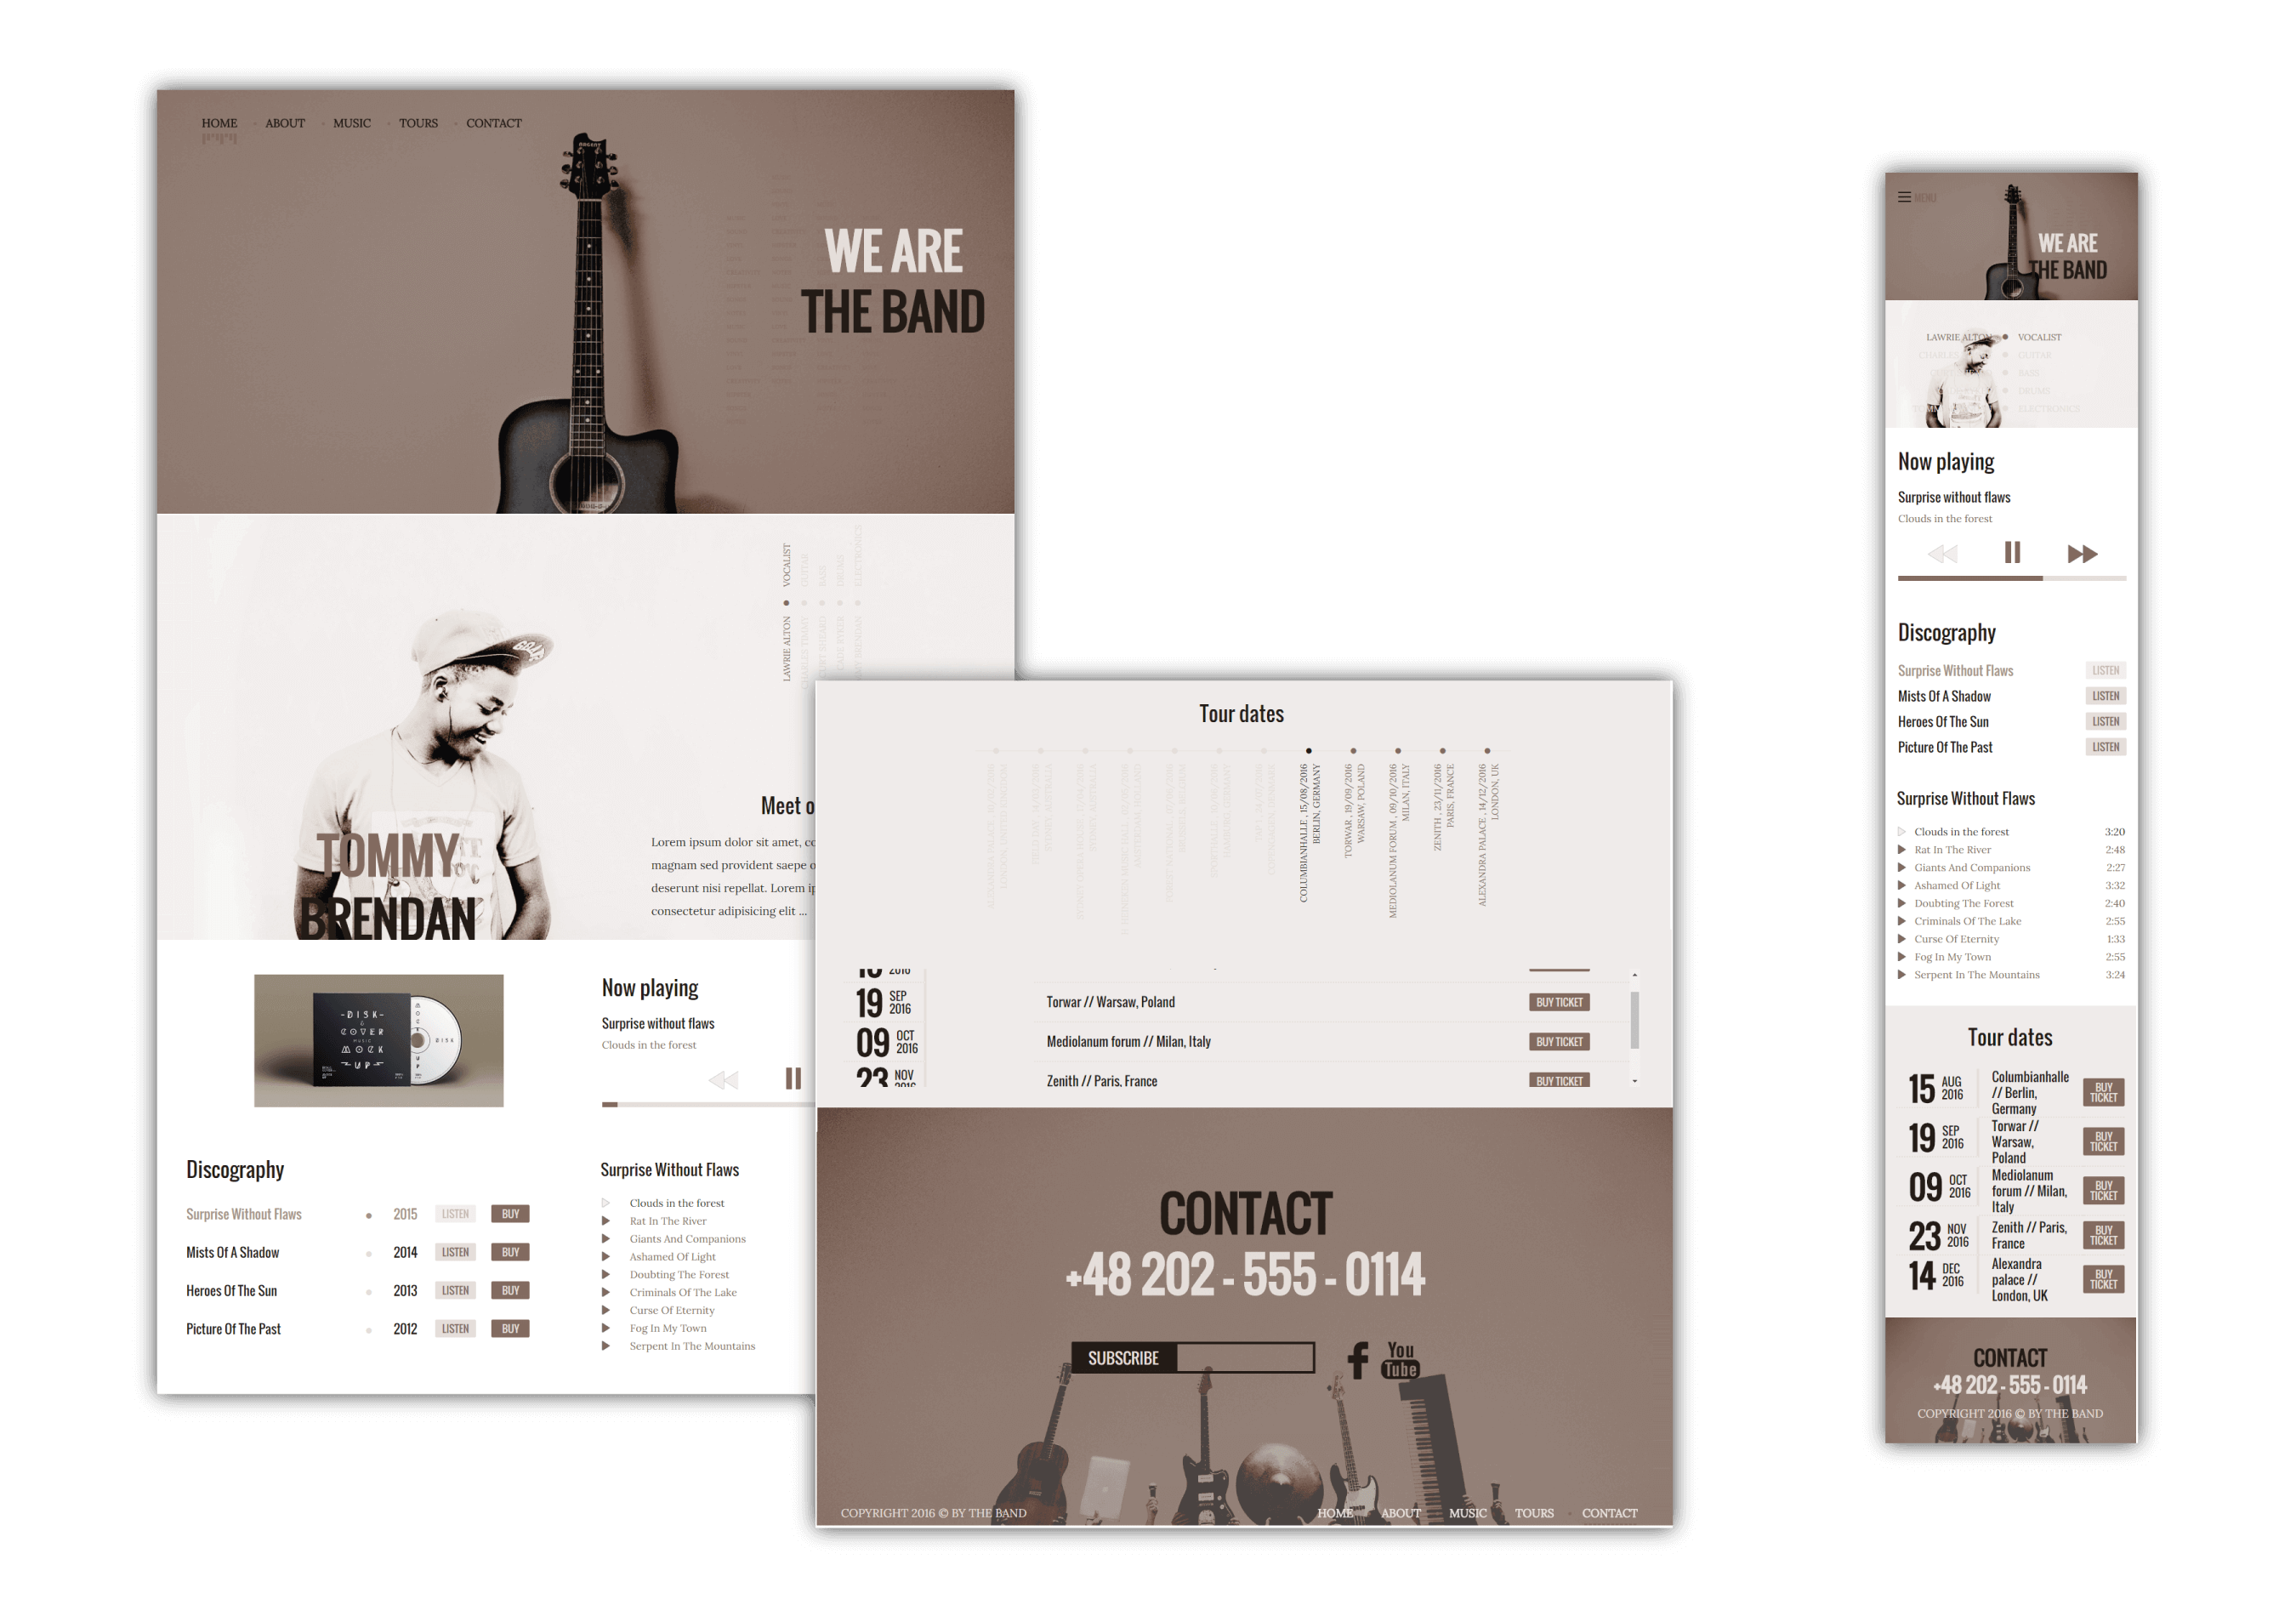 HOME ABOUT MUSIC TOURS CONTACT
WE ARE
THE BAND
LAWRIE ALTON VOCALIST
GUITAR
BASS
DRUMS
ELECTRONICS
TOMMY
BRENDAN
Meet o
Lorem ipsum dolor sit amet, co
magnam sed provident saepe o
deserunt nisi repellat. Lorem ip
consectetur adipisicing elit ...
-DISK-
&
COVER
MUSIC
MOCK
-UP-
DISK
Now playing
Surprise without flaws
Clouds in the forest
Discography
Surprise Without Flaws 2015 LISTEN BUY
Mists Of A Shadow 2014 LISTEN BUY
Heroes Of The Sun 2013 LISTEN BUY
Picture Of The Past 2012 LISTEN BUY
Surprise Without Flaws
Clouds in the forest
Rat In The River
Giants And Companions
Ashamed Of Light
Doubting The Forest
Criminals Of The Lake
Curse Of Eternity
Fog In My Town
Serpent In The Mountains
Tour dates
COLUMBIANHALLE , 15/08/2016
BERLIN, GERMANY
TORWAR , 19/09/2016
WARSAW, POLAND
MEDIOLANUM FORUM , 09/10/2016
MILAN, ITALY
ZENITH , 23/11/2016
PARIS, FRANCE
ALEXANDRA PALACE , 14/12/2016
LONDON, UK
19 SEP 2016 Torwar // Warsaw, Poland BUY TICKET
09 OCT 2016 Mediolanum forum // Milan, Italy BUY TICKET
23 NOV 2016 Zenith // Paris, France BUY TICKET
CONTACT
+48 202 - 555 - 0114
SUBSCRIBE
You
Tube
COPYRIGHT 2016 © BY THE BAND HOME ABOUT MUSIC TOURS CONTACT
MENU
WE ARE
THE BAND
LAWRIE ALTON VOCALIST
GUITAR
BASS
DRUMS
ELECTRONICS
Now playing
Surprise without flaws
Clouds in the forest
Discography
Surprise Without Flaws LISTEN
Mists Of A Shadow LISTEN
Heroes Of The Sun LISTEN
Picture Of The Past LISTEN
Surprise Without Flaws
Clouds in the forest 3:20
Rat In The River 2:48
Giants And Companions 2:27
Ashamed Of Light 3:32
Doubting The Forest 2:40
Criminals Of The Lake 2:55
Curse Of Eternity 1:33
Fog In My Town 2:55
Serpent In The Mountains 3:24
Tour dates
15 AUG 2016 Columbianhalle // Berlin, Germany BUY TICKET
19 SEP 2016 Torwar // Warsaw, Poland BUY TICKET
09 OCT 2016 Mediolanum forum // Milan, Italy BUY TICKET
23 NOV 2016 Zenith // Paris, France BUY TICKET
14 DEC 2016 Alexandra palace // London, UK BUY TICKET
CONTACT
+48 202 - 555 - 0114
COPYRIGHT 2016 © BY THE BAND